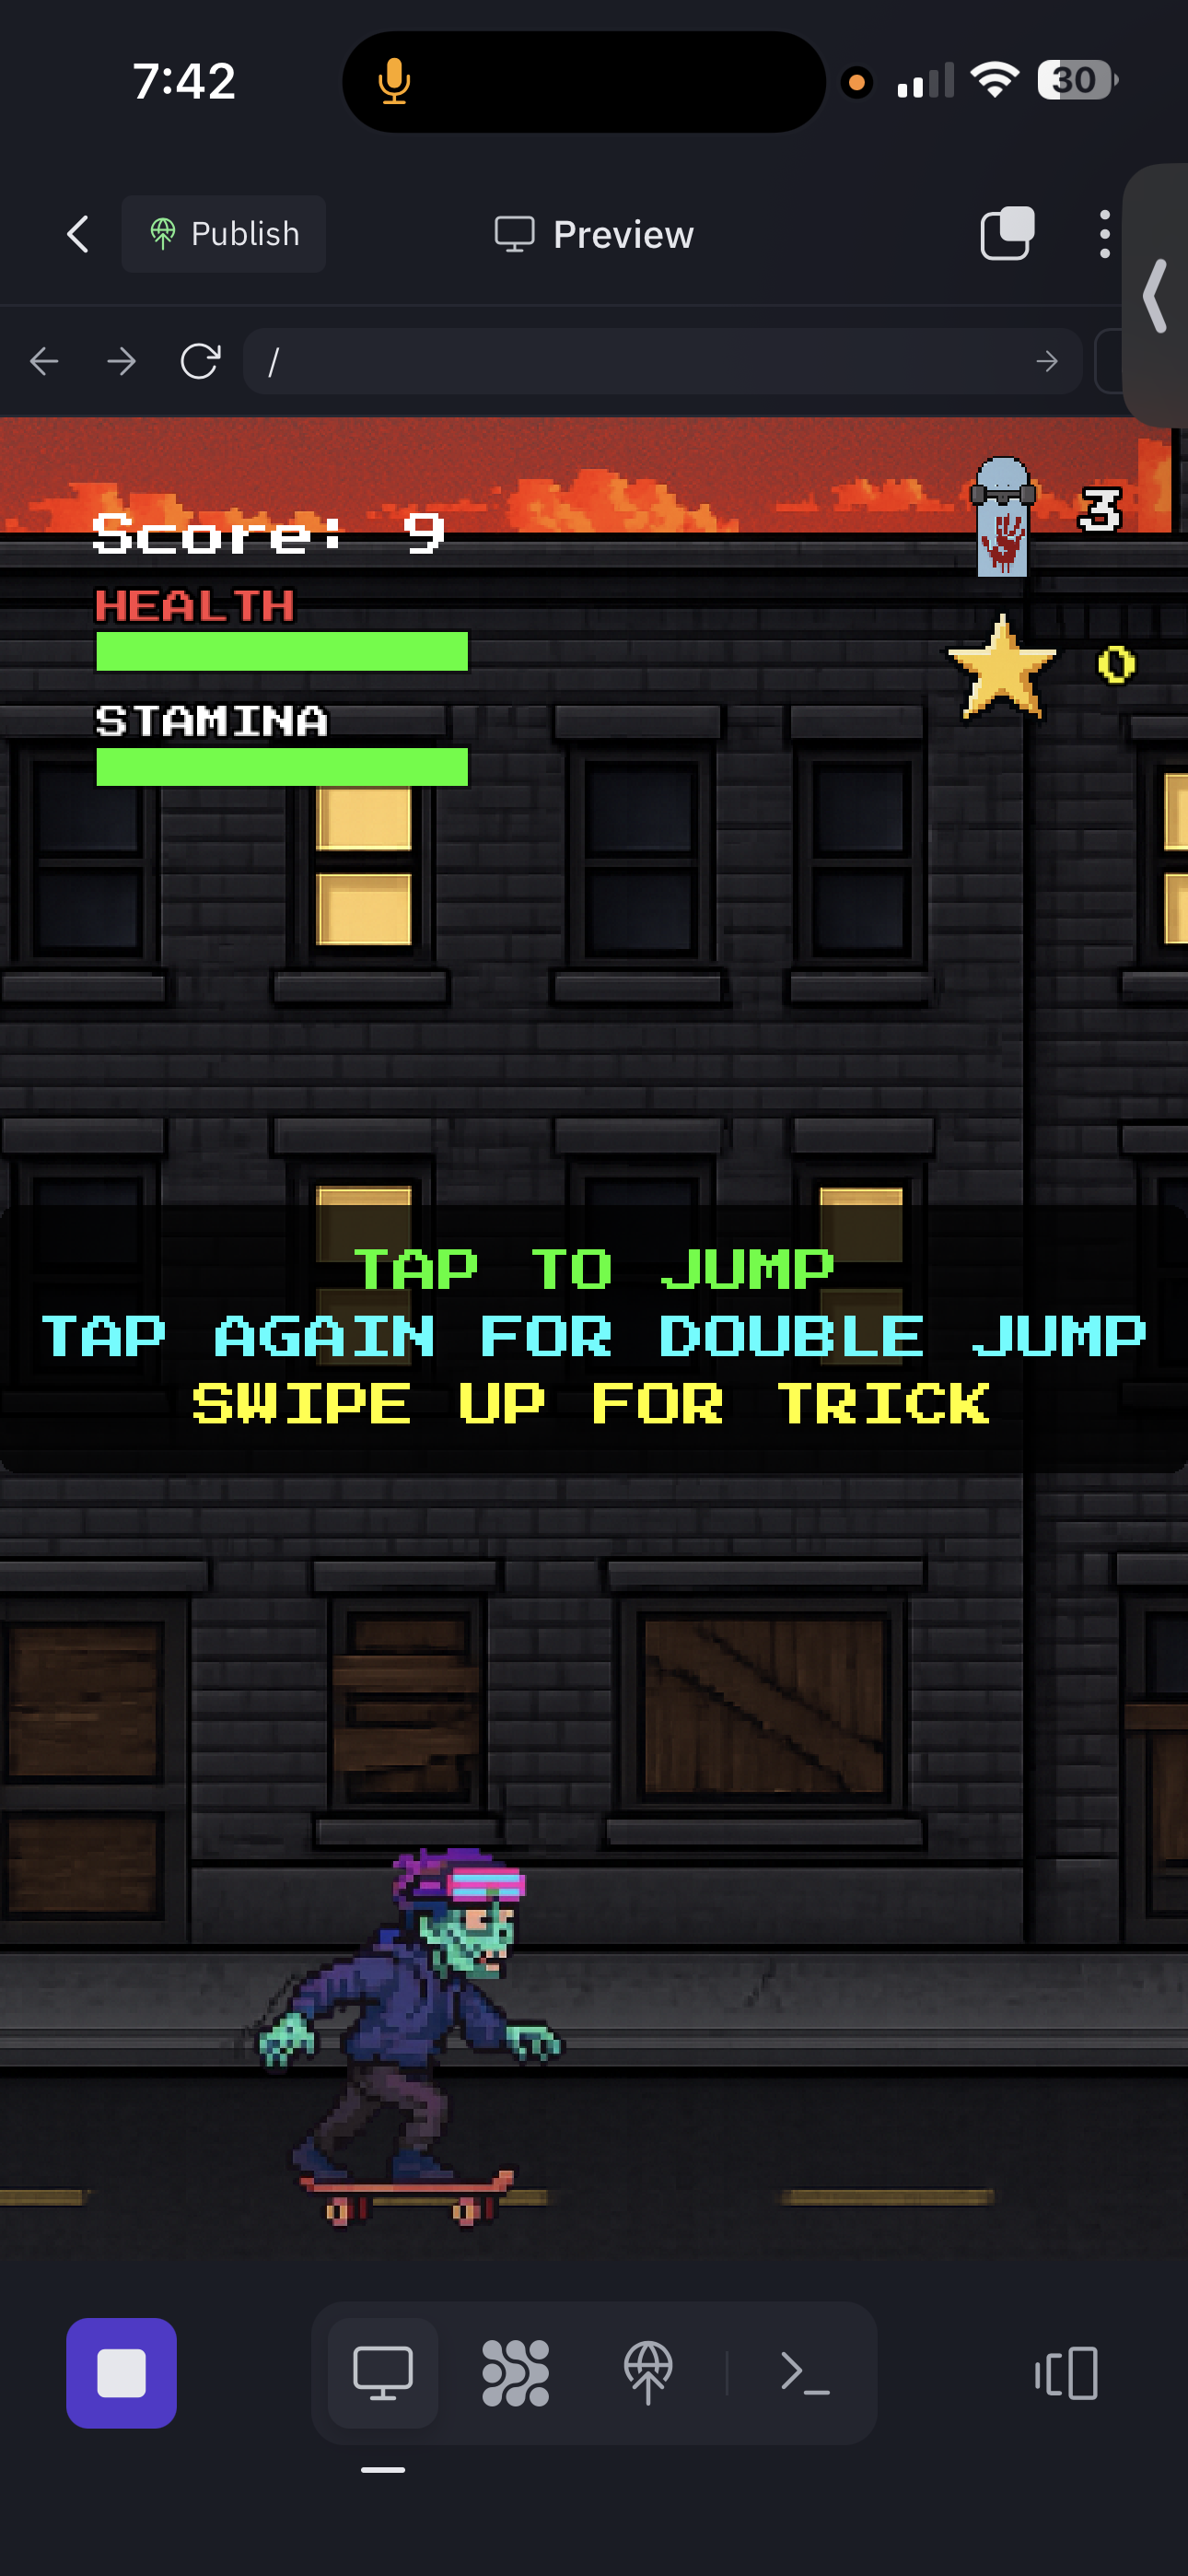 7:42
30
Publish
Preview
/
Score: 9
3
HEALTH
0
STAMINA
TAP TO JUMP
TAP AGAIN FOR DOUBLE JUMP
SWIPE UP FOR TRICK